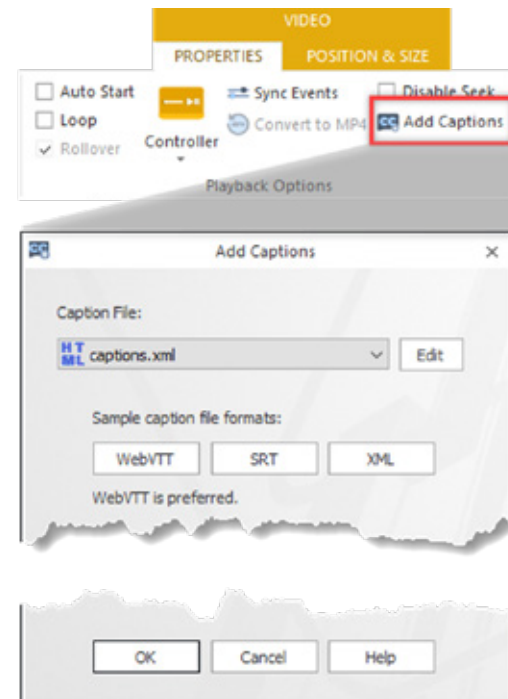 VIDEO
PROPERTIES POSITION & SIZE
Auto Start Sync Events Disable Seek
Loop Convert to MP4 Add Captions
Rollover Controller
Playback Options
Add Captions
Caption File:
HTML captions.xml Edit
Sample caption file formats:
WebVTT SRT XML
WebVTT is preferred.
OK Cancel Help